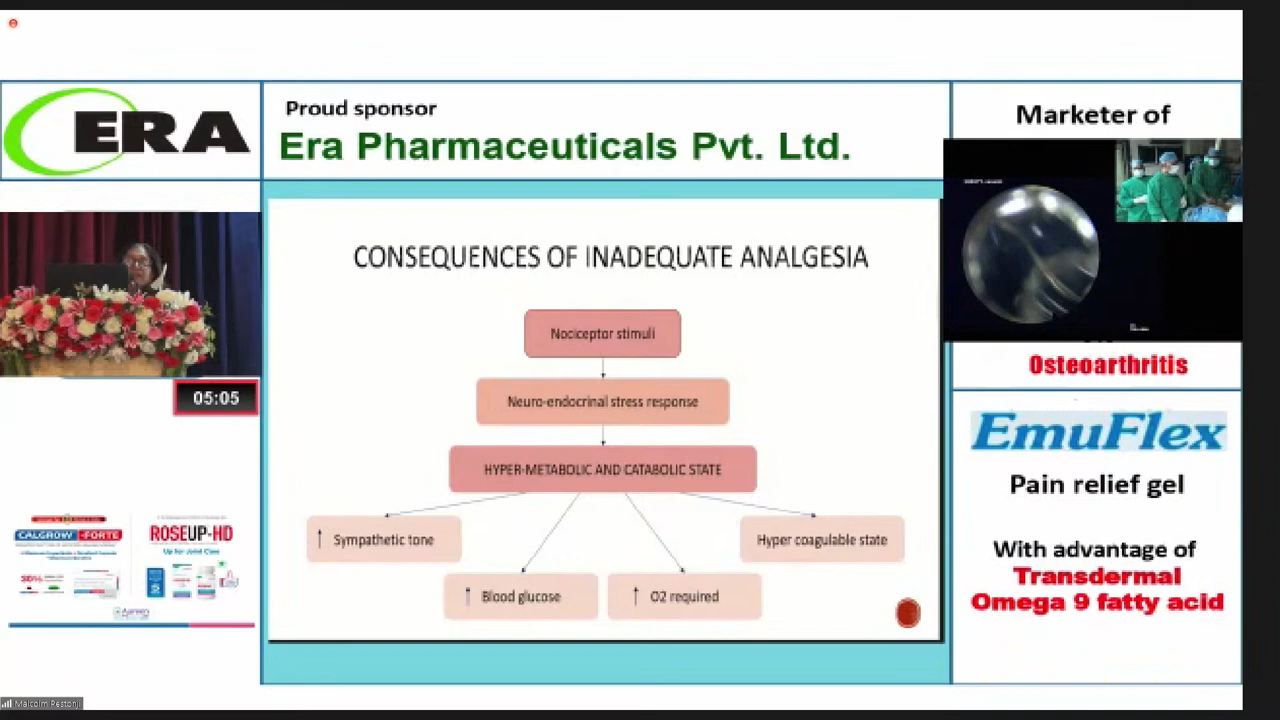 ERA
Proud sponsor
Era Pharmaceuticals Pvt. Ltd.
Marketer of
CONSEQUENCES OF INADEQUATE ANALGESIA
Nociceptor stimuli
Neuro-endocrinal stress response
HYPER-METABOLIC AND CATABOLIC STATE
↑ Sympathetic tone
Hyper coagulable state
↑ Blood glucose
↑ O2 required
05:05
Osteoarthritis
EmuFlex
Pain relief gel
With advantage of
Transdermal
Omega 9 fatty acid
CALGROW -FORTE
30%
ROSEUP-HD
Up for Joint Care
Malcolm Pestonji